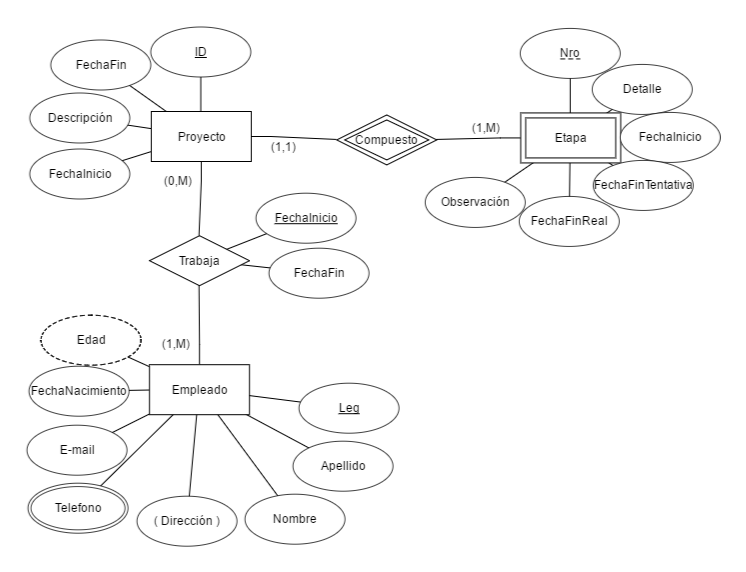 ID
Nro
FechaFin
Detalle
Descripción
Proyecto
(1,1)
Compuesto
(1,M)
Etapa
FechaInicio
FechaInicio
(0,M)
FechaFinTentativa
Observación
FechaFinReal
FechaInicio
Trabaja
FechaFin
Edad
(1,M)
FechaNacimiento
Empleado
Leg
E-mail
Apellido
Telefono
( Dirección )
Nombre